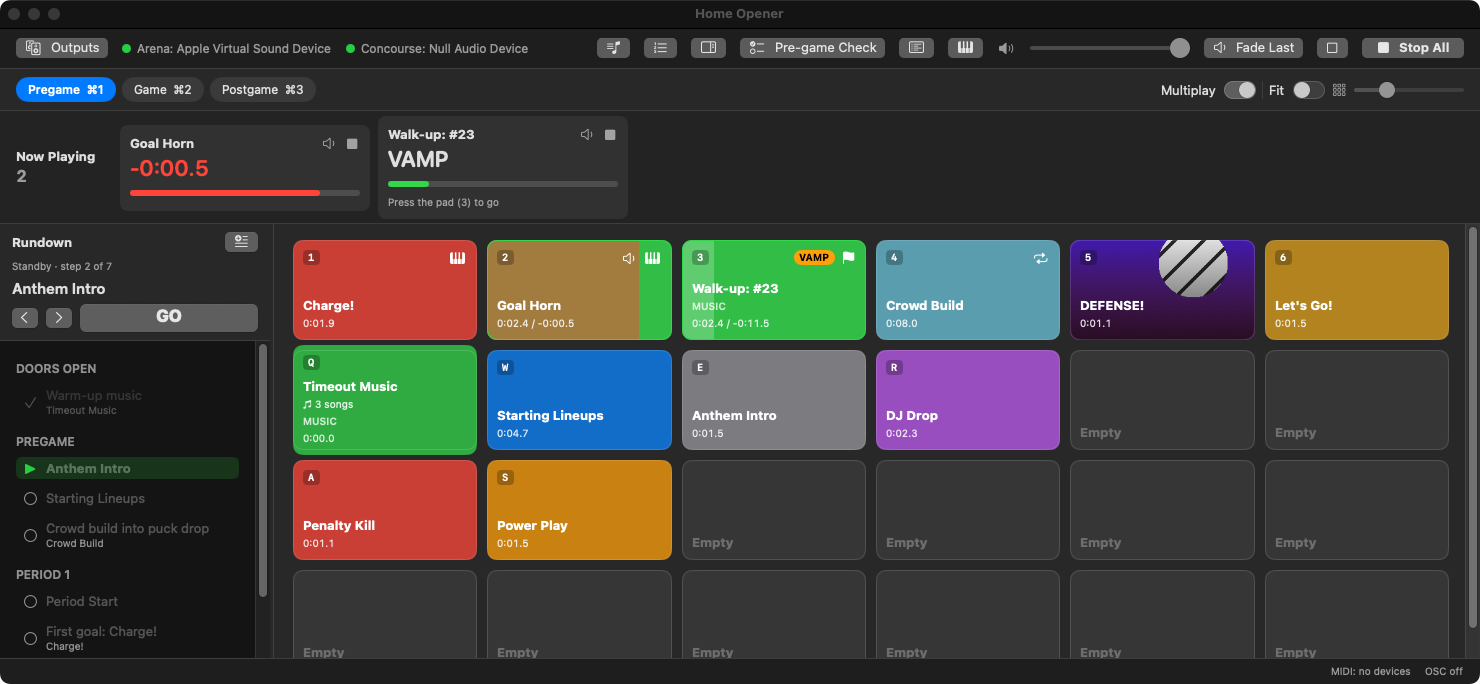 Home Opener
Outputs
Arena: Apple Virtual Sound Device
Concourse: Null Audio Device
Pre-game Check
Fade Last
Stop All
Pregame ⌘1
Game ⌘2
Postgame ⌘3
Multiplay
Fit
Now Playing
2
Goal Horn
-0:00.5
Walk-up: #23
VAMP
Press the pad (3) to go
Rundown
Standby · step 2 of 7
Anthem Intro
GO
DOORS OPEN
Warm-up music
Timeout Music
PREGAME
Anthem Intro
Starting Lineups
Crowd build into puck drop
Crowd Build
PERIOD 1
Period Start
First goal: Charge!
Charge!
1
Charge!
0:01.9
2
Goal Horn
0:02.4 / -0:00.5
3
VAMP
Walk-up: #23
MUSIC
0:02.4 / -0:11.5
4
Crowd Build
0:08.0
5
DEFENSE!
0:01.1
6
Let's Go!
0:01.5
Q
Timeout Music
3 songs
MUSIC
0:00.0
W
Starting Lineups
0:04.7
E
Anthem Intro
0:01.5
R
DJ Drop
0:02.3
Empty
Empty
A
Penalty Kill
0:01.1
S
Power Play
0:01.5
Empty
Empty
Empty
Empty
Empty
Empty
Empty
Empty
Empty
Empty
MIDI: no devices
OSC off